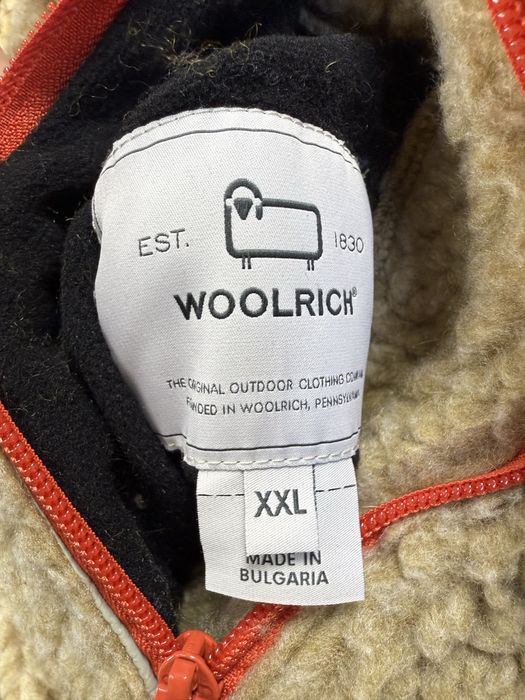 EST. 1830
WOOLRICH®
THE ORIGINAL OUTDOOR CLOTHING
FOUNDED IN WOOLRICH, PENNSYLVANIA
XXL
MADE IN
BULGARIA